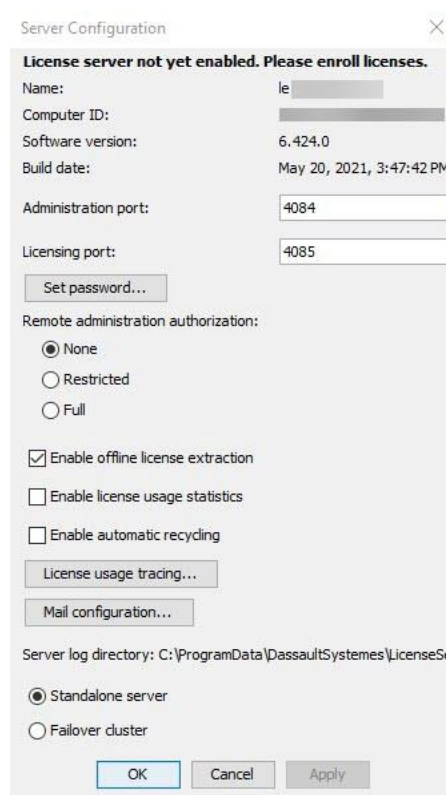 Server Configuration
License server not yet enabled. Please enroll licenses.
Name: le
Computer ID:
Software version: 6.424.0
Build date: May 20, 2021, 3:47:42 PM
Administration port: 4084
Licensing port: 4085
Set password...
Remote administration authorization:
None
Restricted
Full
Enable offline license extraction
Enable license usage statistics
Enable automatic recycling
License usage tracing...
Mail configuration...
Server log directory: C:\ProgramData\DassaultSystemes\LicenseSe
Standalone server
Failover cluster
OK Cancel Apply